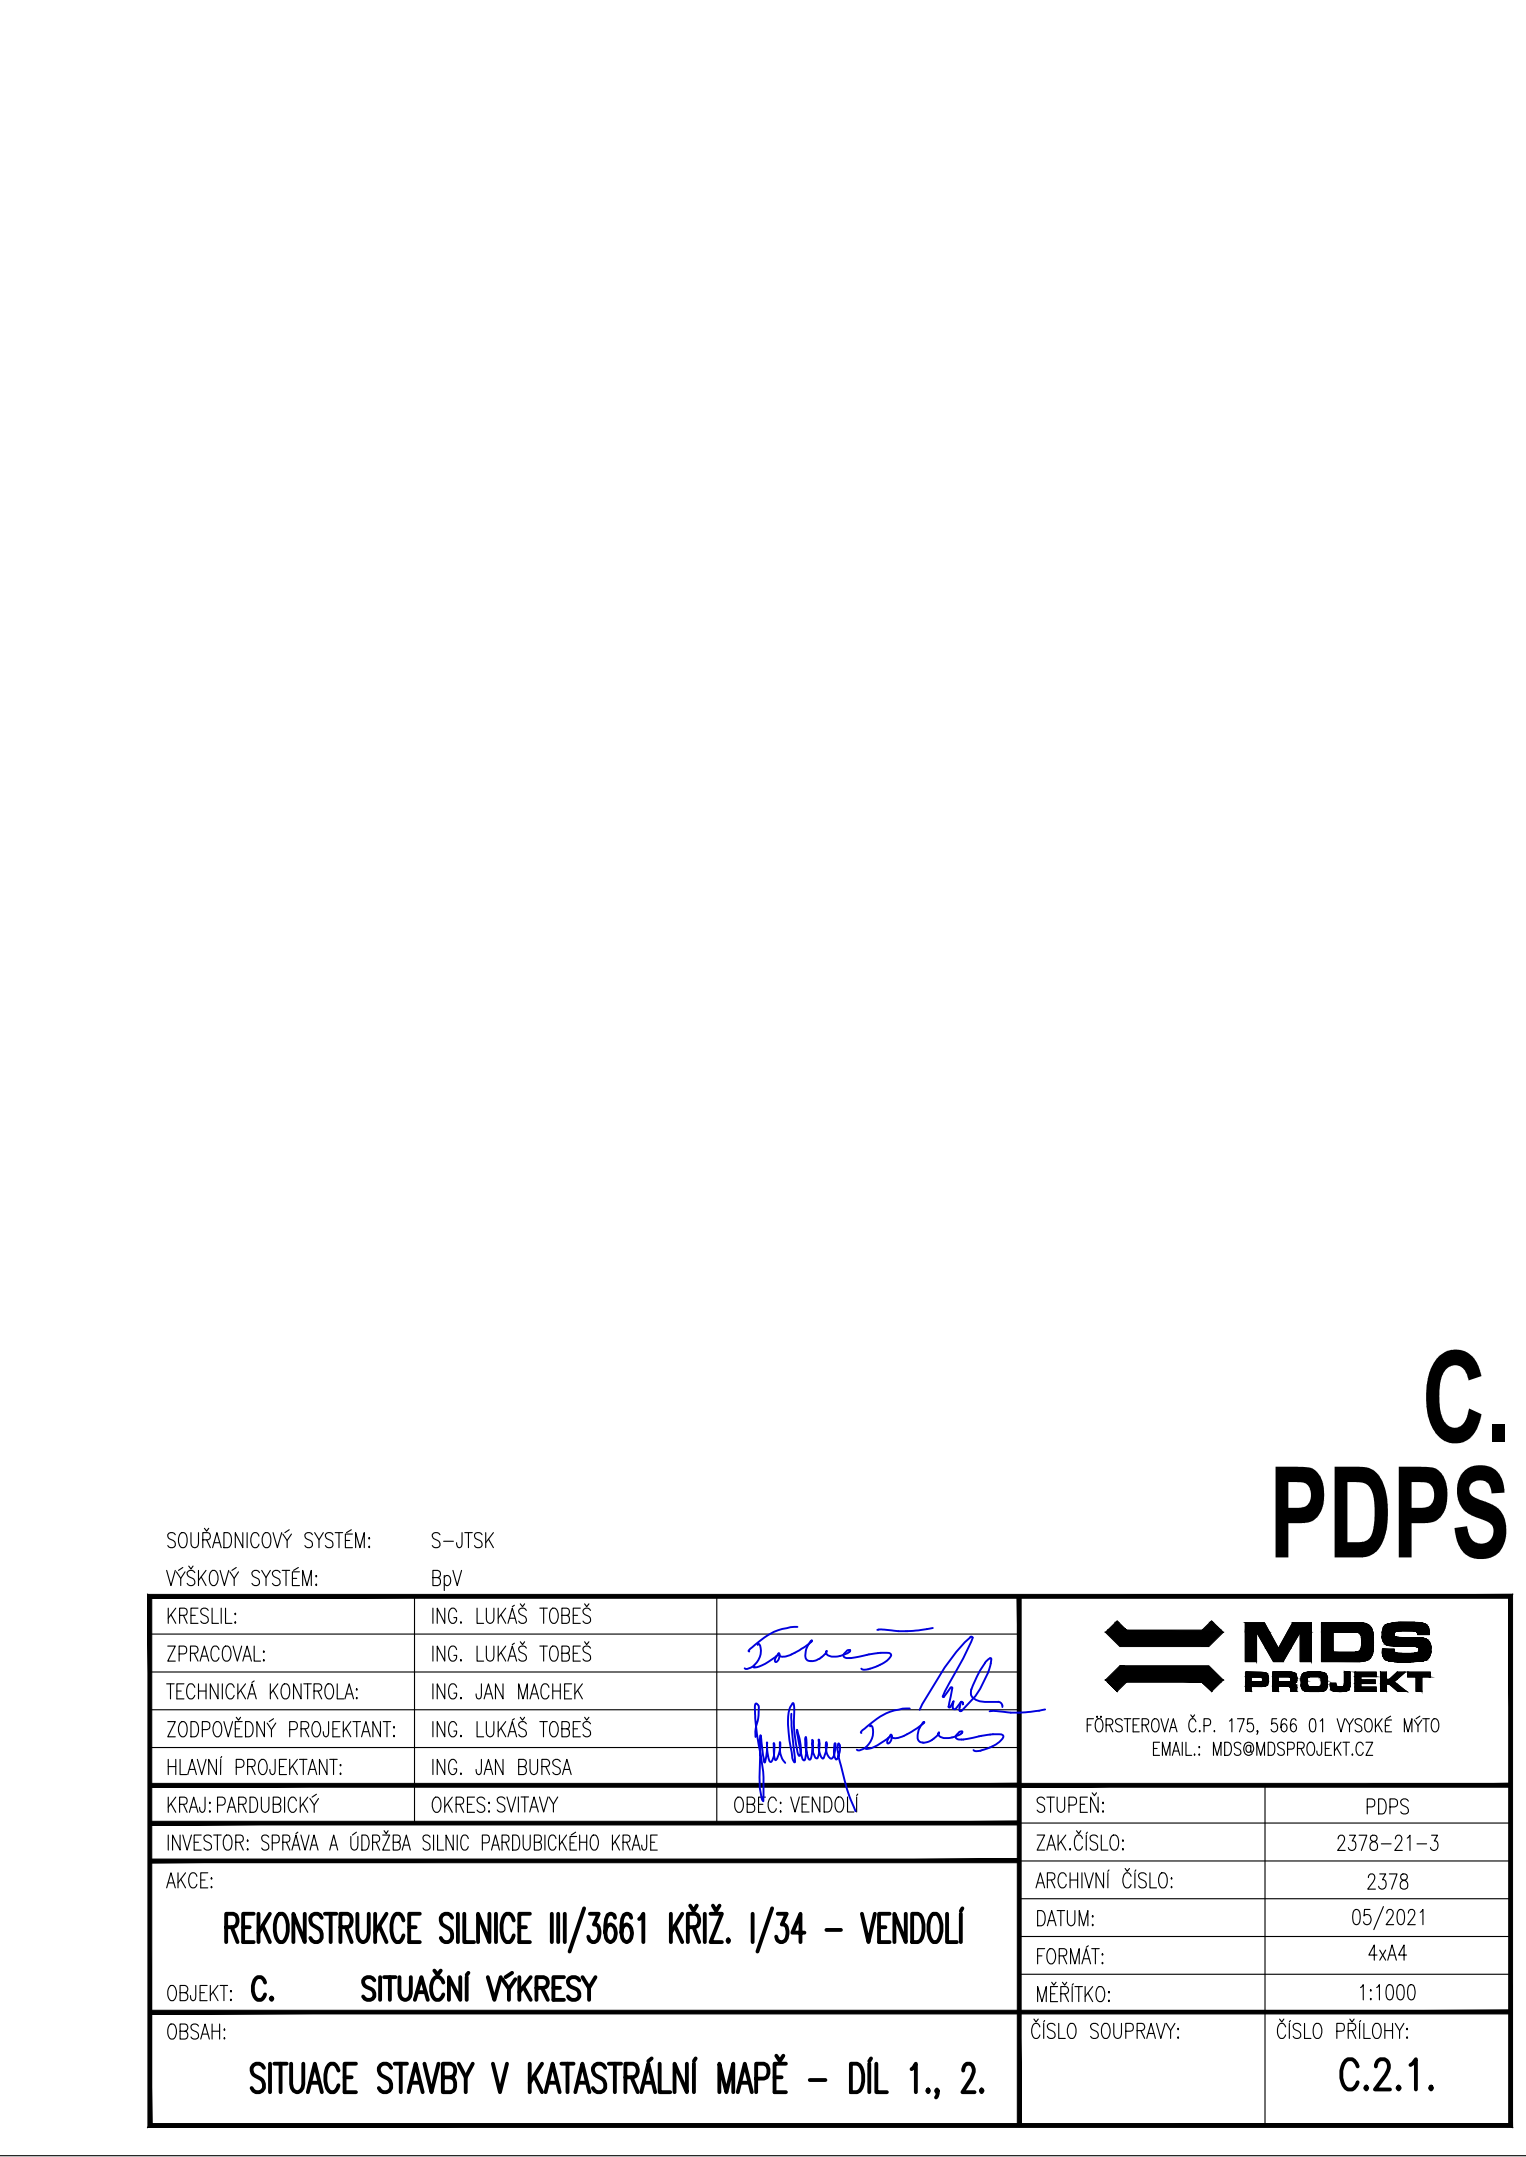 C.
PDPS
SOUŘADNICOVÝ SYSTÉM: S-JTSK
VÝŠKOVÝ SYSTÉM: BpV
KRESLIL: ING. LUKÁŠ TOBEŠ
ZPRACOVAL: ING. LUKÁŠ TOBEŠ
TECHNICKÁ KONTROLA: ING. JAN MACHEK
ZODPOVĚDNÝ PROJEKTANT: ING. LUKÁŠ TOBEŠ
HLAVNÍ PROJEKTANT: ING. JAN BURSA
Tobeš
Tobeš
MDS
PROJEKT
FÖRSTEROVA Č.P. 175, 566 01 VYSOKÉ MÝTO
EMAIL.: MDS@MDSPROJEKT.CZ
KRAJ: PARDUBICKÝ OKRES: SVITAVY OBEC: VENDOLÍ
INVESTOR: SPRÁVA A ÚDRŽBA SILNIC PARDUBICKÉHO KRAJE
AKCE:
REKONSTRUKCE SILNICE III/3661 KŘIŽ. I/34 – VENDOLÍ
OBJEKT: C. SITUAČNÍ VÝKRESY
OBSAH:
SITUACE STAVBY V KATASTRÁLNÍ MAPĚ – DÍL 1., 2.
STUPEŇ: PDPS
ZAK.ČÍSLO: 2378-21-3
ARCHIVNÍ ČÍSLO: 2378
DATUM: 05/2021
FORMÁT: 4xA4
MĚŘÍTKO: 1:1000
ČÍSLO SOUPRAVY:
ČÍSLO PŘÍLOHY:
C.2.1.